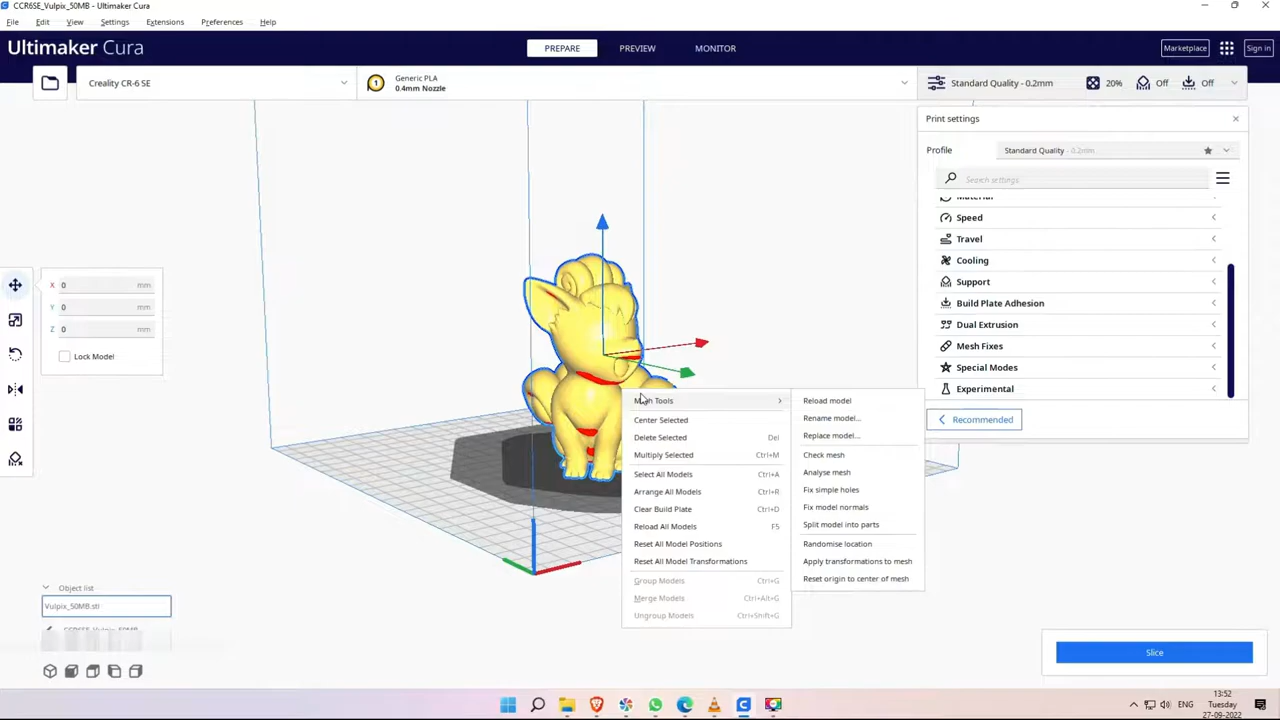 CCR6SE_Vulpix_50MB - Ultimaker Cura
File Edit View Settings Extensions Preferences Help
Ultimaker Cura
PREPARE PREVIEW MONITOR
Marketplace
Sign in
Creality CR-6 SE
1
Generic PLA
0.4mm Nozzle
Standard Quality - 0.2mm 20% Off Off
Print settings
Profile Standard Quality - 0.2mm
Search settings
Material
Speed
Travel
Cooling
Support
Build Plate Adhesion
Dual Extrusion
Mesh Fixes
Special Modes
Experimental
Recommended
X 0 mm
Y 0 mm
Z 0 mm
Lock Model
Mesh Tools
Center Selected
Delete Selected Del
Multiply Selected Ctrl+M
Select All Models Ctrl+A
Arrange All Models Ctrl+R
Clear Build Plate Ctrl+D
Reload All Models F5
Reset All Model Positions
Reset All Model Transformations
Group Models Ctrl+G
Merge Models Ctrl+Alt+G
Ungroup Models Ctrl+Shift+G
Reload model
Rename model...
Replace model...
Check mesh
Analyse mesh
Fix simple holes
Fix model normals
Split model into parts
Randomise location
Apply transformations to mesh
Reset origin to center of mesh
Object list
Vulpix_50MB.stl
CCR6SE_Vulpix_50MB
Slice
13:52
Tuesday
27-09-2022